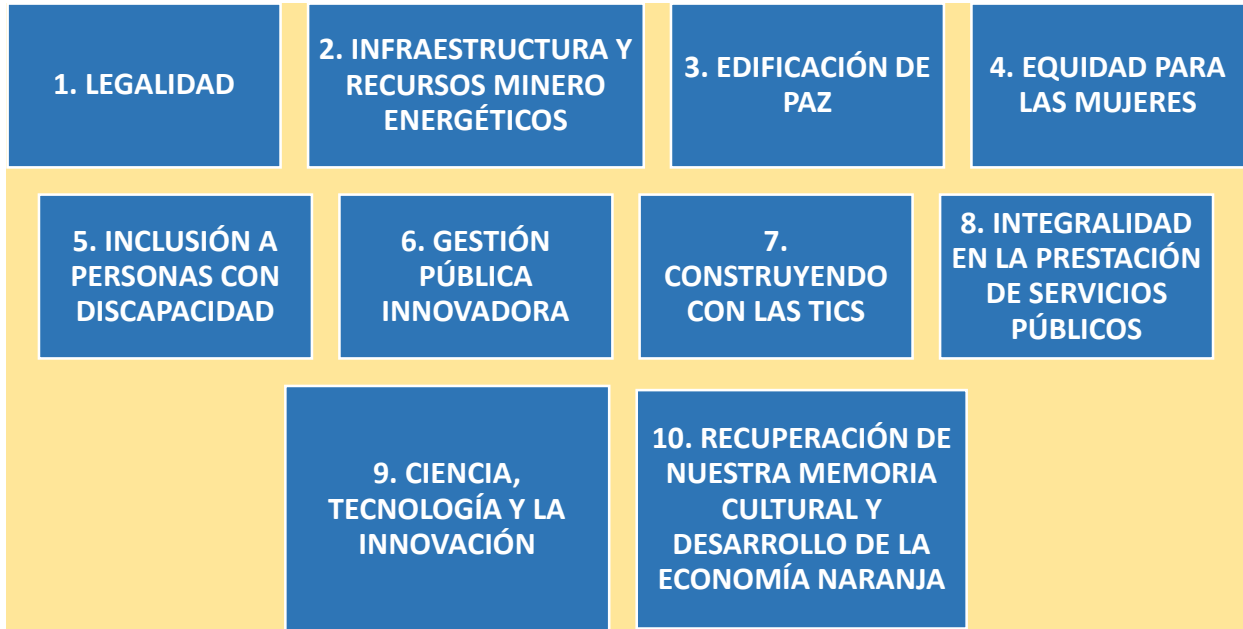 1. LEGALIDAD
2. INFRAESTRUCTURA Y
RECURSOS MINERO
ENERGÉTICOS
3. EDIFICACIÓN DE
PAZ
4. EQUIDAD PARA
LAS MUJERES
5. INCLUSIÓN A
PERSONAS CON
DISCAPACIDAD
6. GESTIÓN
PÚBLICA
INNOVADORA
7.
CONSTRUYENDO
CON LAS TICS
8. INTEGRALIDAD
EN LA PRESTACIÓN
DE SERVICIOS
PÚBLICOS
9. CIENCIA,
TECNOLOGÍA Y LA
INNOVACIÓN
10. RECUPERACIÓN DE
NUESTRA MEMORIA
CULTURAL Y
DESARROLLO DE LA
ECONOMÍA NARANJA